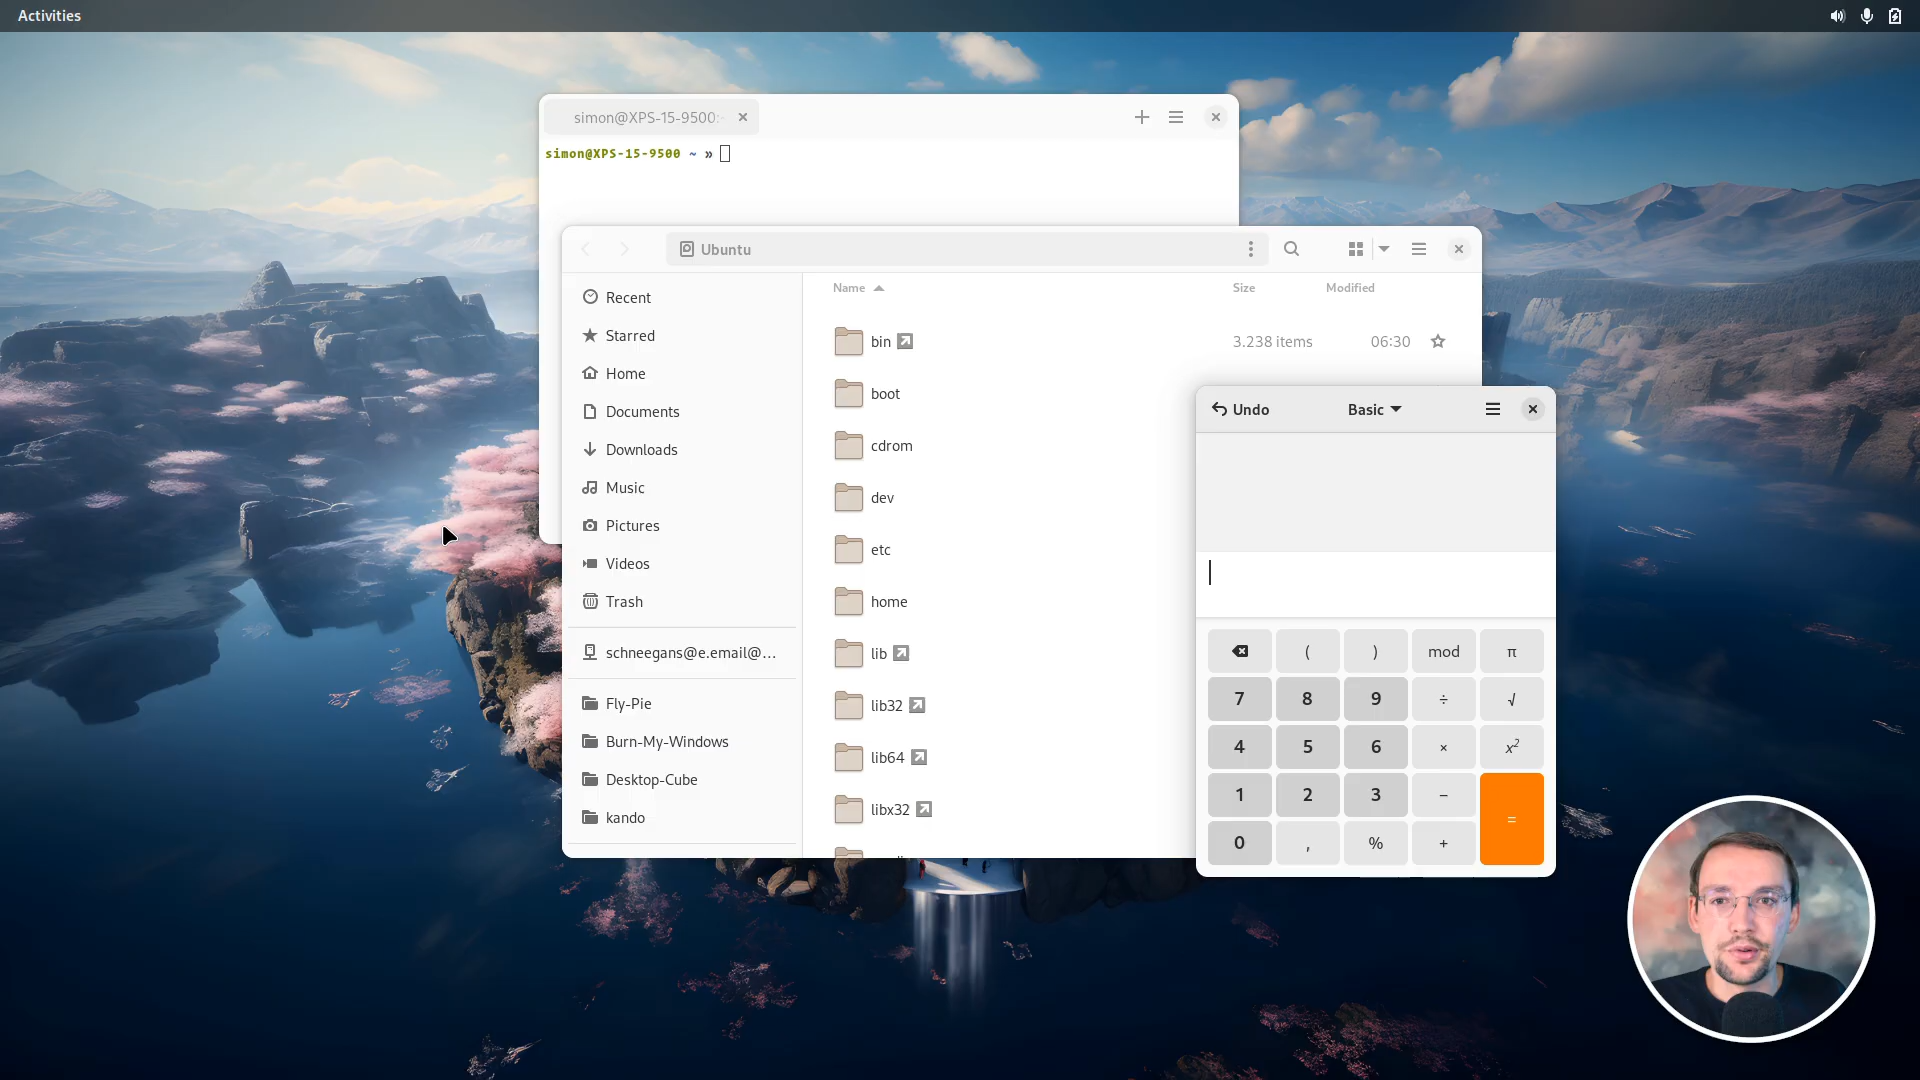 Activities
simon@XPS-15-9500:
simon@XPS-15-9500 ~ »
Ubuntu
Recent
Starred
Home
Documents
Downloads
Music
Pictures
Videos
Trash
schneegans@e.email@...
Fly-Pie
Burn-My-Windows
Desktop-Cube
kando
Name Size Modified
bin 3.238 items 06:30
boot
cdrom
dev
etc
home
lib
lib32
lib64
libx32
Undo Basic
( ) mod π
7 8 9 ÷ √
4 5 6 × x²
1 2 3 − =
0 , % +